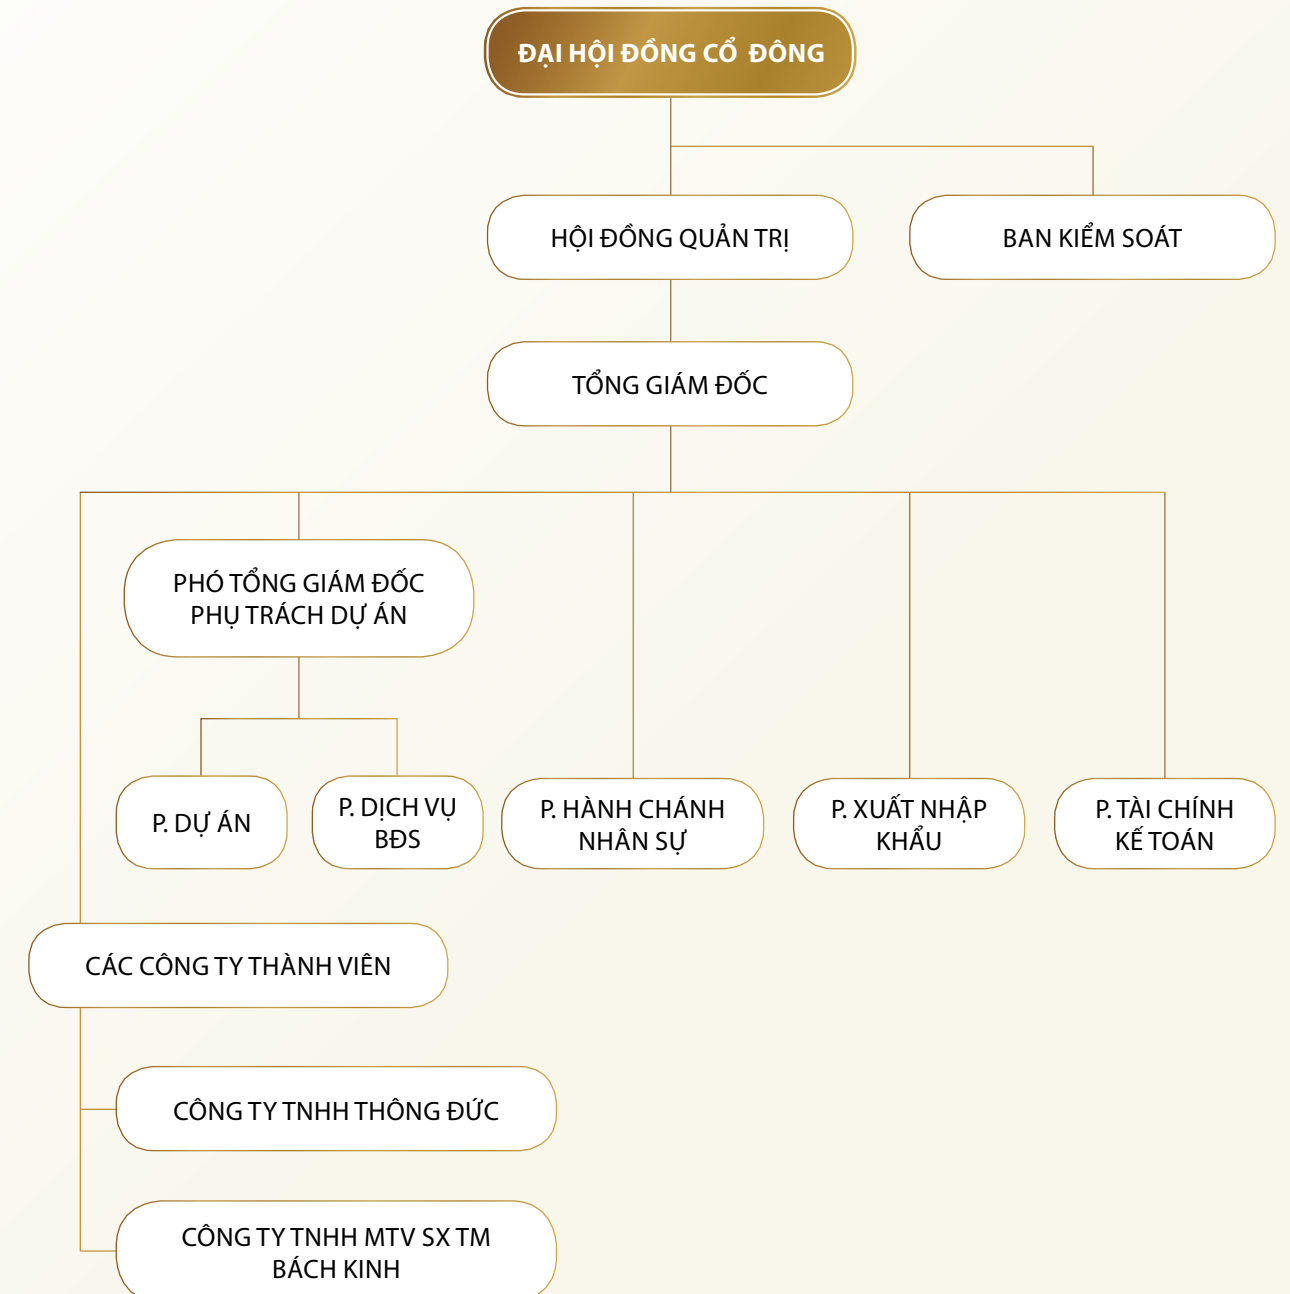 ĐẠI HỘI ĐỒNG CỔ ĐÔNG
HỘI ĐỒNG QUẢN TRỊ
BAN KIỂM SOÁT
TỔNG GIÁM ĐỐC
PHÓ TỔNG GIÁM ĐỐC
PHỤ TRÁCH DỰ ÁN
P. DỰ ÁN
P. DỊCH VỤ
BĐS
P. HÀNH CHÁNH
NHÂN SỰ
P. XUẤT NHẬP
KHẨU
P. TÀI CHÍNH
KẾ TOÁN
CÁC CÔNG TY THÀNH VIÊN
CÔNG TY TNHH THÔNG ĐỨC
CÔNG TY TNHH MTV SX TM
BÁCH KINH